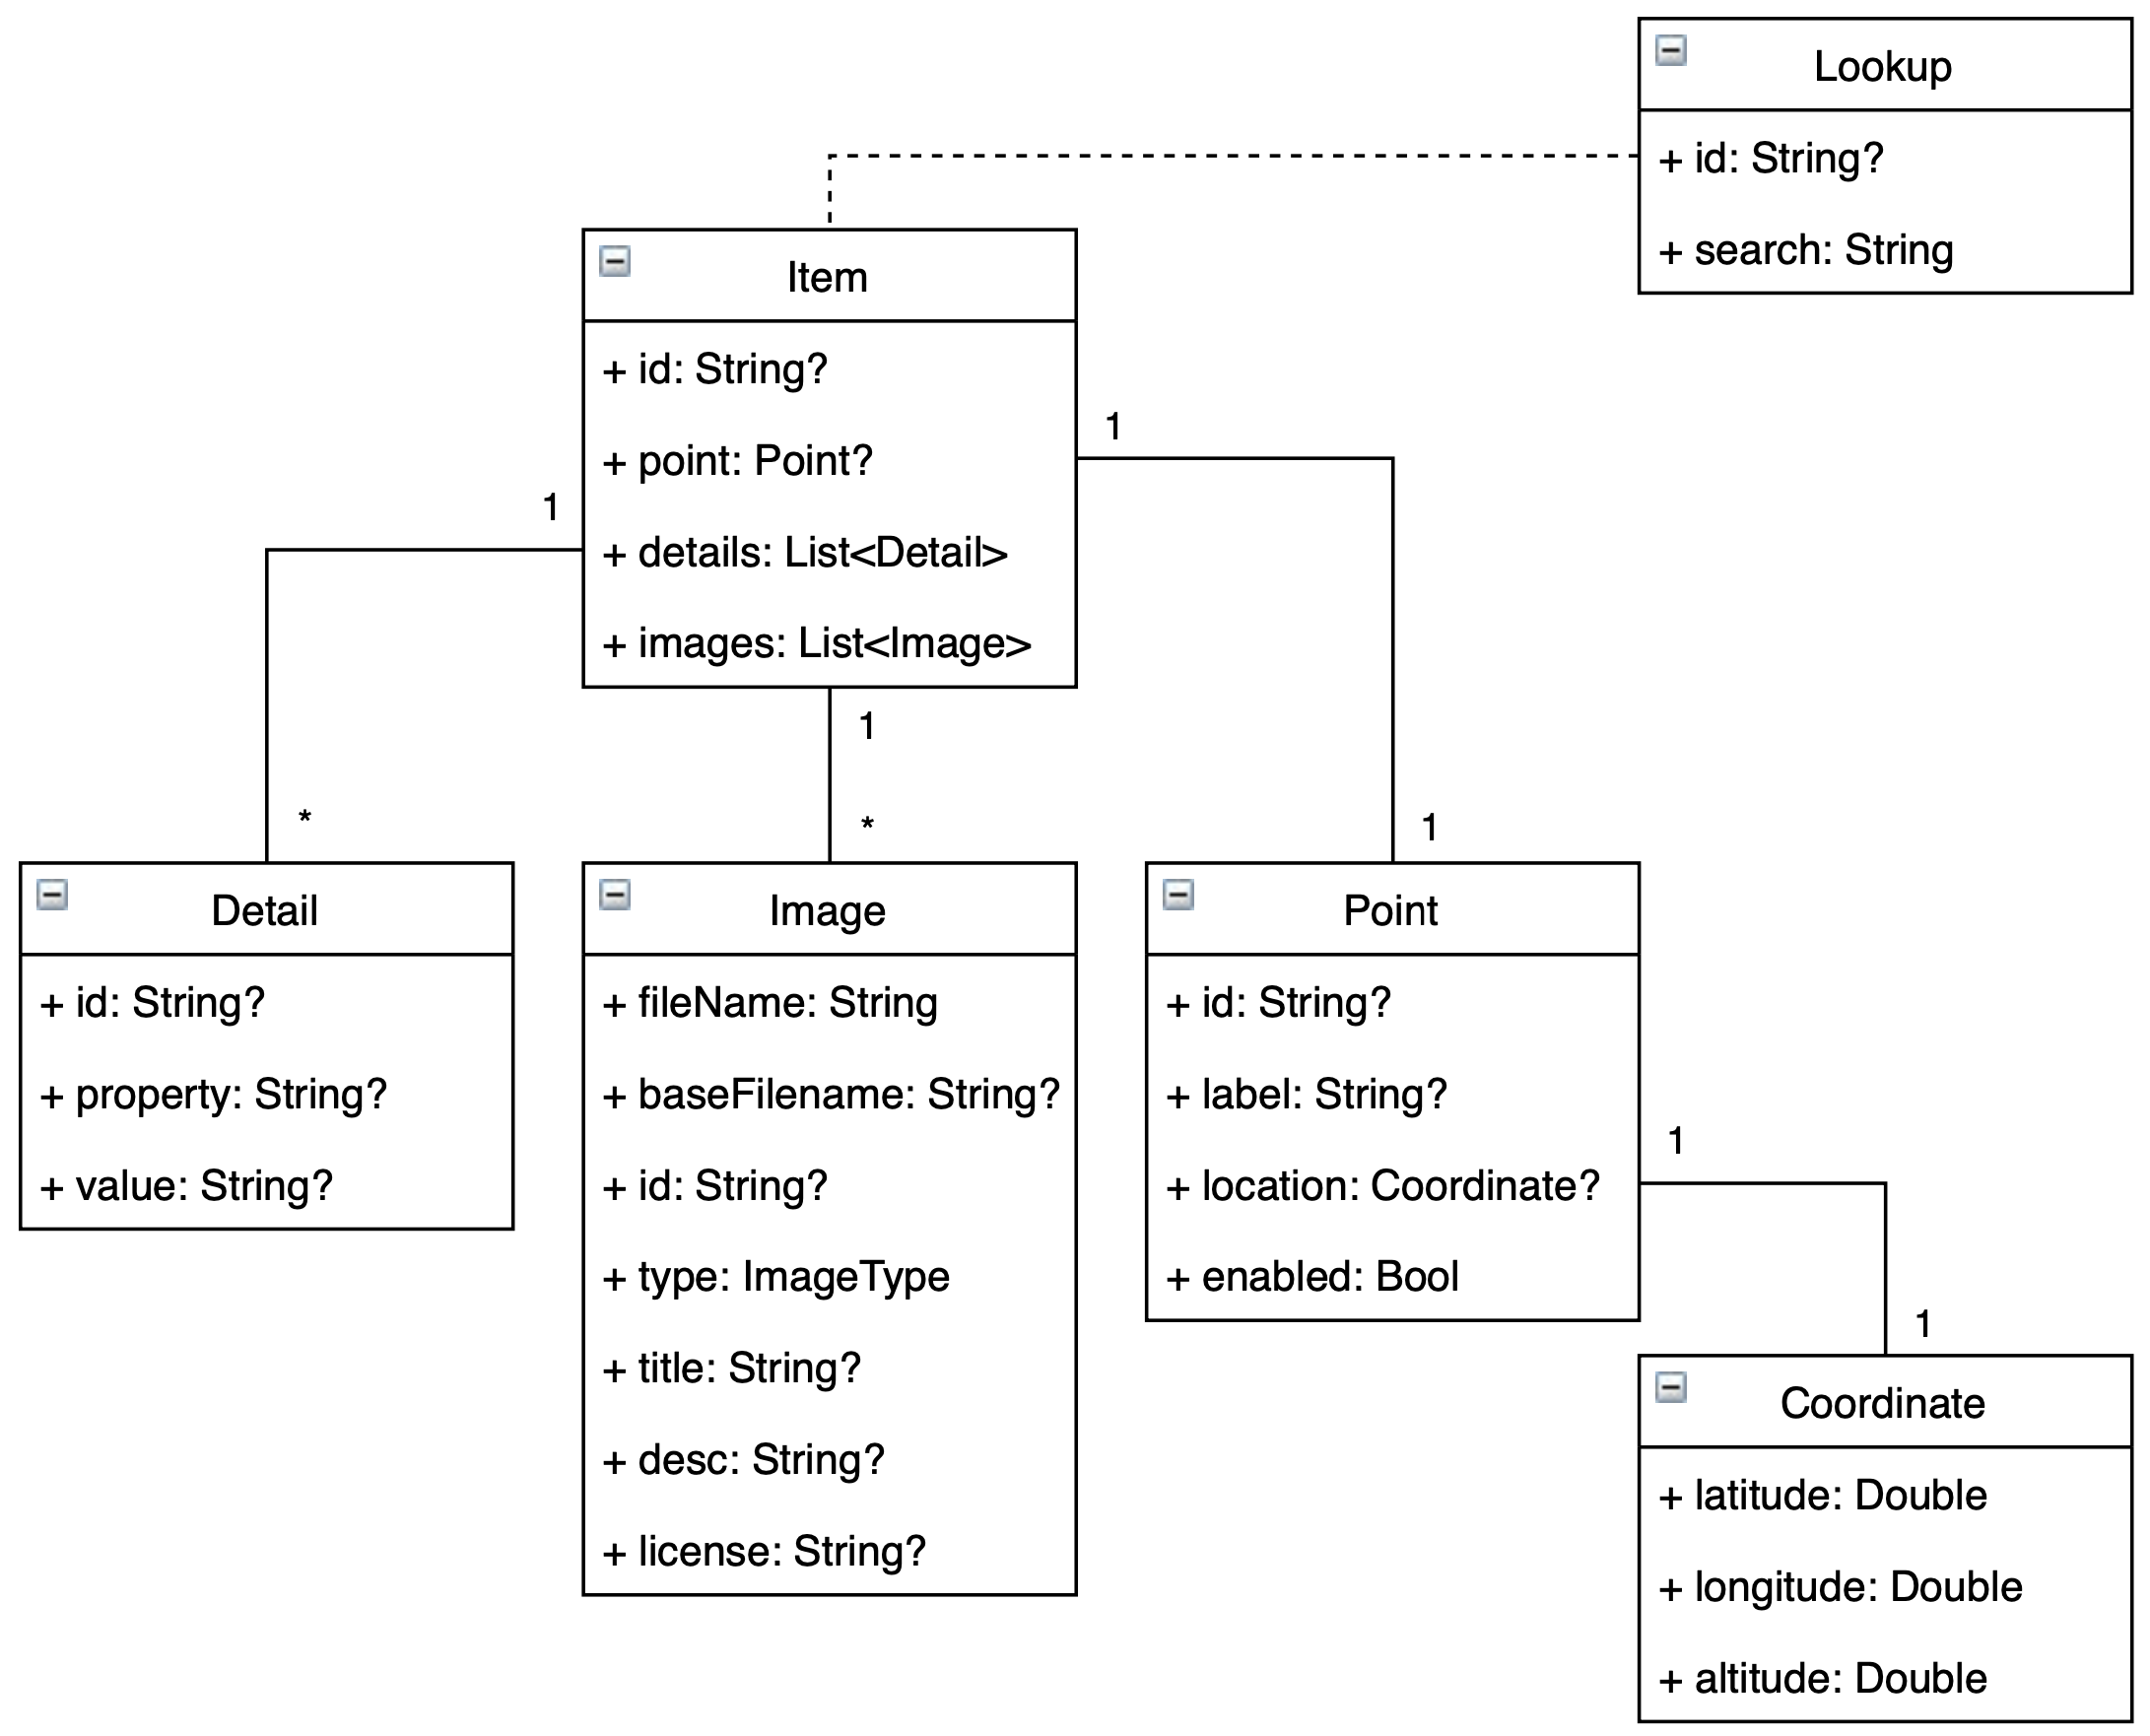 Lookup
+ id: String?
+ search: String
Item
+ id: String?
+ point: Point?
+ details: List<Detail>
+ images: List<Image>
1
1
1
*
*
1
Detail
+ id: String?
+ property: String?
+ value: String?
Image
+ fileName: String
+ baseFilename: String?
+ id: String?
+ type: ImageType
+ title: String?
+ desc: String?
+ license: String?
Point
+ id: String?
+ label: String?
+ location: Coordinate?
+ enabled: Bool
1
1
Coordinate
+ latitude: Double
+ longitude: Double
+ altitude: Double